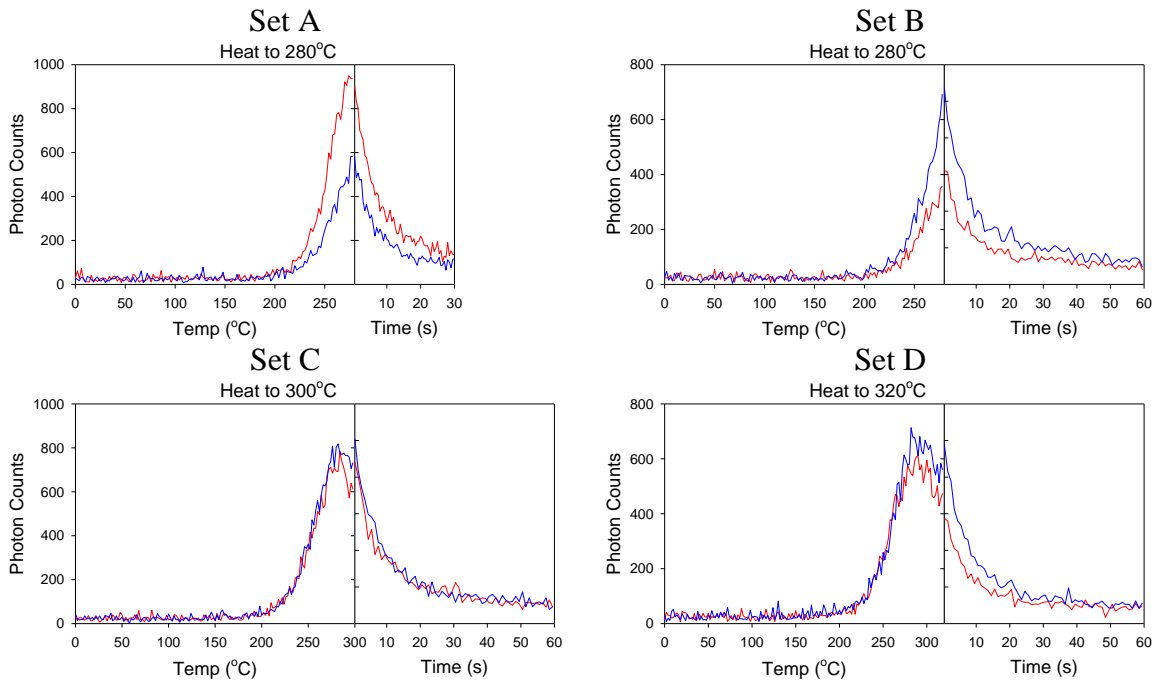 Set A
Heat to 280°C
Photon Counts
1000
800
600
400
200
0
0 50 100 150 200 250 10 20 30
Temp (°C) Time (s)
Set B
Heat to 280°C
Photon Counts
800
600
400
200
0
0 50 100 150 200 250 10 20 30 40 50 60
Temp (°C) Time (s)
Set C
Heat to 300°C
Photon Counts
1000
800
600
400
200
0
0 50 100 150 200 250 300 10 20 30 40 50 60
Temp (°C) Time (s)
Set D
Heat to 320°C
Photon Counts
800
600
400
200
0
0 50 100 150 200 250 300 10 20 30 40 50 60
Temp (°C) Time (s)